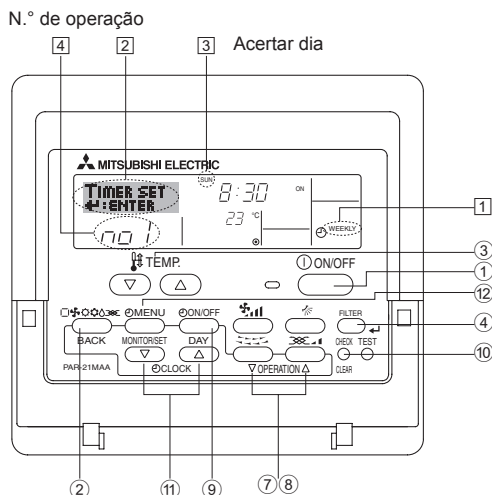 N.° de operação
4 2 3 Acertar dia
MITSUBISHI ELECTRIC
SUN
TIMER SET 8:30 ON
↵:ENTER
23 °C
WEEKLY 1
no 1
TEMP. ON/OFF
3
1
12
MENU ON/OFF FILTER
4
BACK MONITOR/SET DAY CHECK TEST
10
PAR-21MAA CLOCK OPERATION CLEAR
2 11 9 7 8